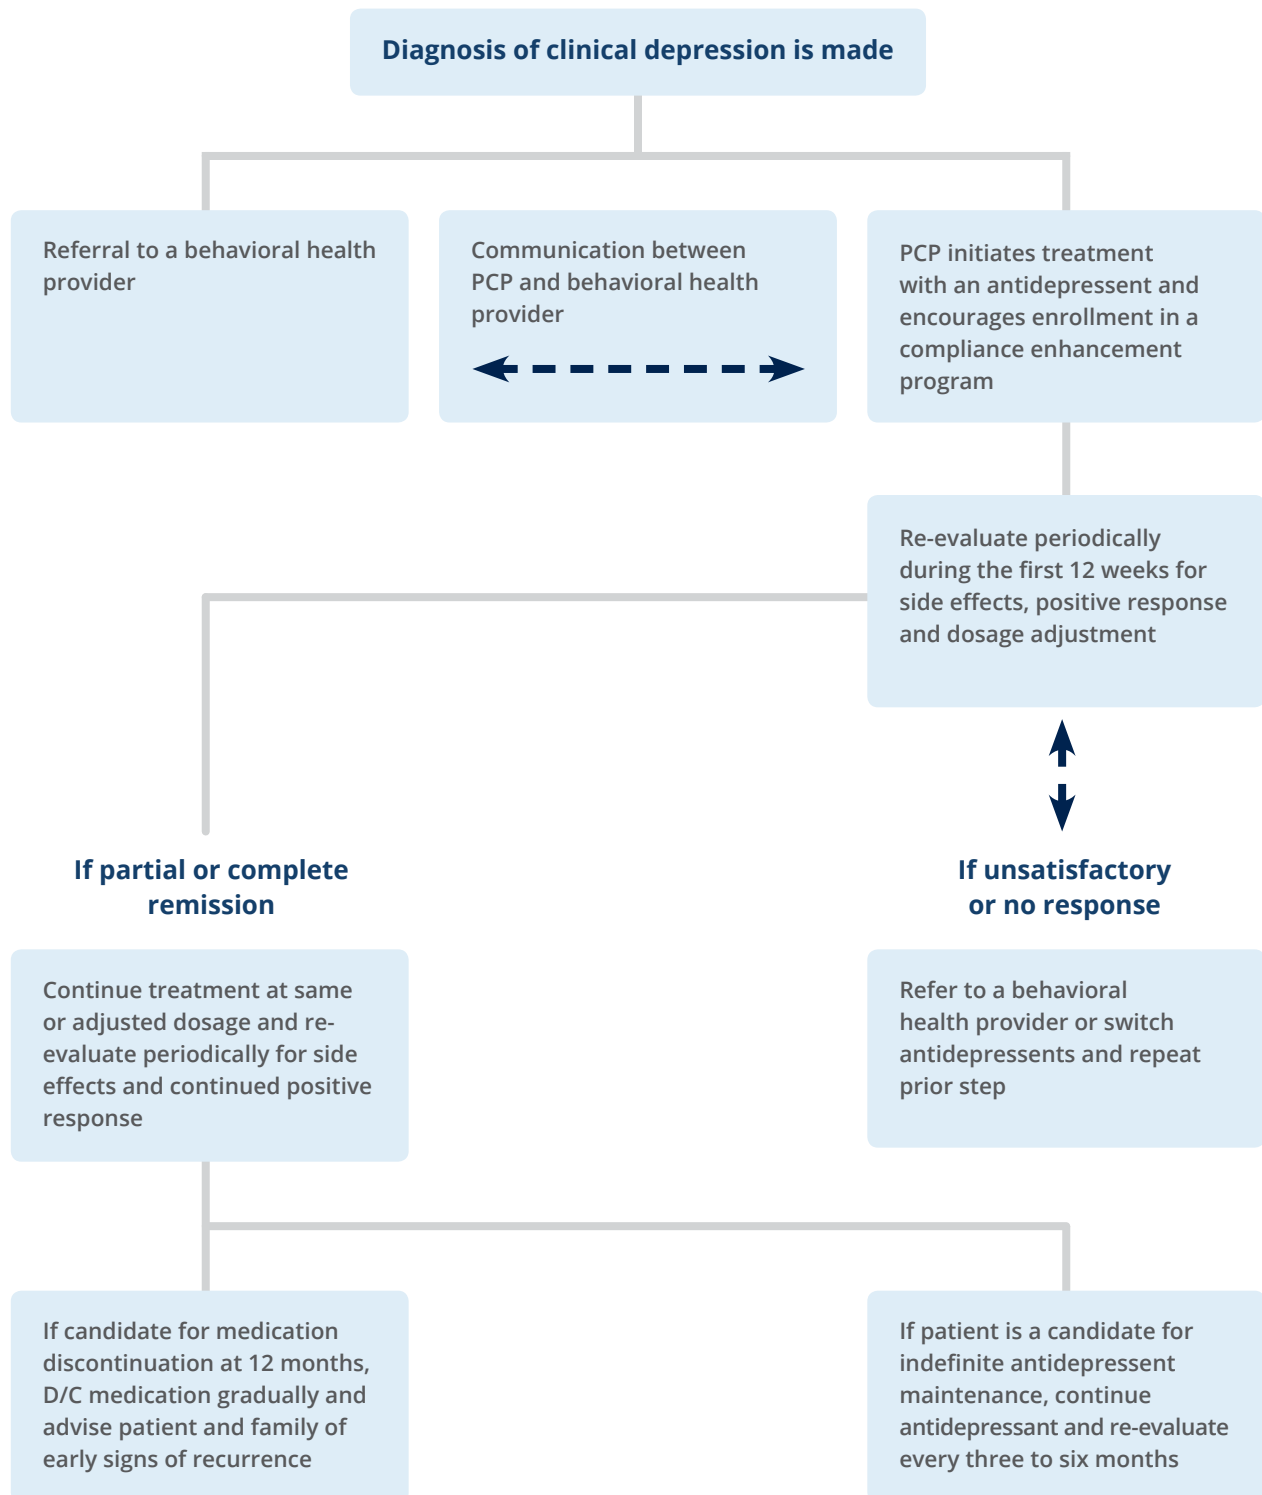 Diagnosis of clinical depression is made
Referral to a behavioral health
provider
Communication between
PCP and behavioral health
provider
PCP initiates treatment
with an antidepressent and
encourages enrollment in a
compliance enhancement
program
Re-evaluate periodically
during the first 12 weeks for
side effects, positive response
and dosage adjustment
If partial or complete
remission
If unsatisfactory
or no response
Continue treatment at same
or adjusted dosage and re-
evaluate periodically for side
effects and continued positive
response
Refer to a behavioral
health provider or switch
antidepressents and repeat
prior step
If candidate for medication
discontinuation at 12 months,
D/C medication gradually and
advise patient and family of
early signs of recurrence
If patient is a candidate for
indefinite antidepressent
maintenance, continue
antidepressant and re-evaluate
every three to six months